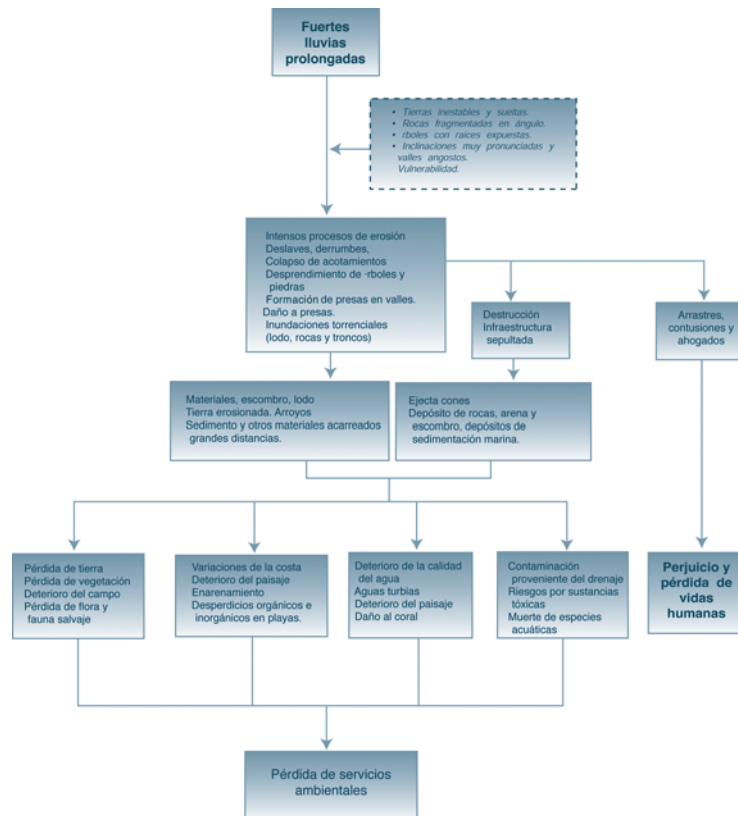 Fuertes
lluvias
prolongadas
• Tierras inestables y sueltas.
• Rocas fragmentadas en ángulo.
• rboles con raices expuestas.
• Inclinaciones muy pronunciadas y
valles angostos.
Vulnerabilidad.
Intensos procesos de erosión
Deslaves, derrumbes,
Colapso de acotamientos
Desprendimiento de -rboles y
piedras
Formación de presas en valles.
Daño a presas.
Inundaciones torrenciales
(lodo, rocas y troncos)
Destrucción
Infraestructura
sepultada
Arrastres,
contusiones y
ahogados
Materiales, escombro, lodo
Tierra erosionada. Arroyos
Sedimento y otros materiales acarreados
grandes distancias.
Ejecta cones
Depósito de rocas, arena y
escombro, depósitos de
sedimentación marina.
Pérdida de tierra
Pérdida de vegetación
Deterioro del campo
Pérdida de flora y
fauna salvaje
Variaciones de la costa
Deterioro del paisaje
Enarenamiento
Desperdicios orgánicos e
inorgánicos en playas.
Deterioro de la calidad
del agua
Aguas turbias
Deterioro del paisaje
Daño al coral
Contaminación
proveniente del drenaje
Riesgos por sustancias
tóxicas
Muerte de especies
acuáticas
Perjuicio y
pérdida de
vidas
humanas
Pérdida de servicios
ambientales